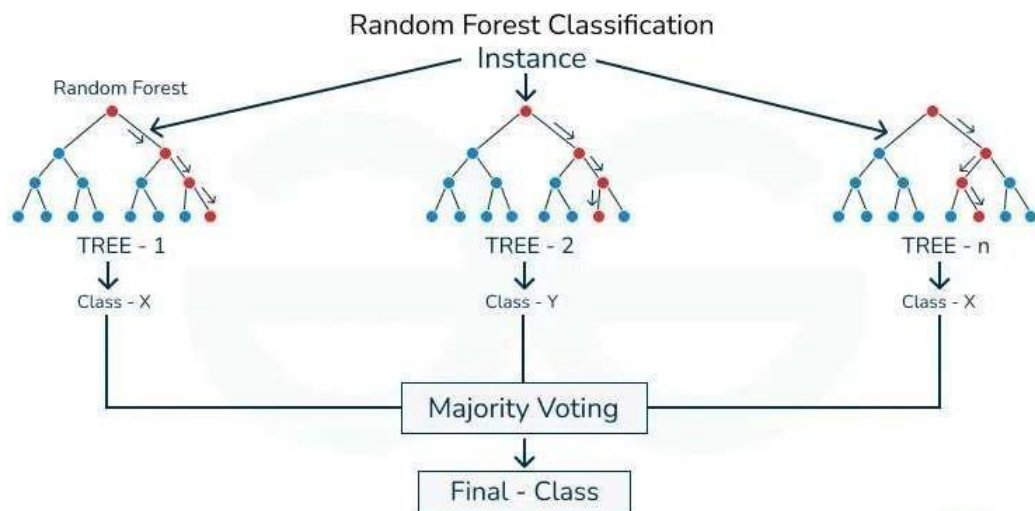 Random Forest Classification
Instance
Random Forest
TREE - 1
TREE - 2
TREE - n
Class - X
Class - Y
Class - X
Majority Voting
Final - Class